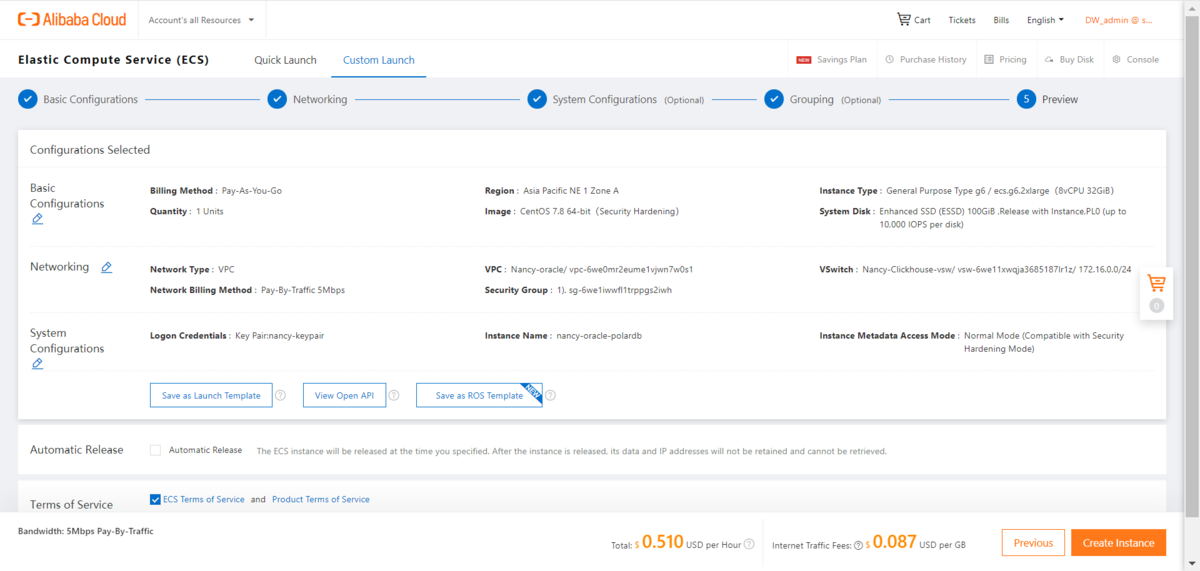 Alibaba Cloud
Account's all Resources
Cart
Tickets
Bills
English
DW_admin @ s...
Elastic Compute Service (ECS)
Quick Launch
Custom Launch
NEW Savings Plan
Purchase History
Pricing
Buy Disk
Console
Basic Configurations
Networking
System Configurations (Optional)
Grouping (Optional)
5 Preview
Configurations Selected
Basic
Configurations
Billing Method : Pay-As-You-Go
Region : Asia Pacific NE 1 Zone A
Instance Type : General Purpose Type g6 / ecs.g6.2xlarge (8vCPU 32GiB)
Quantity : 1 Units
Image : CentOS 7.8 64-bit (Security Hardening)
System Disk : Enhanced SSD (ESSD) 100GiB ,Release with Instance,PL0 (up to
10,000 IOPS per disk)
Networking
Network Type : VPC
VPC : Nancy-oracle/ vpc-6we0mr2eume1vjwn7w0s1
VSwitch : Nancy-Clickhouse-vsw/ vsw-6we11xwqja3685187lr1z/ 172.16.0.0/24
Network Billing Method : Pay-By-Traffic 5Mbps
Security Group : 1). sg-6we1iwwfl1trppgs2iwh
0
System
Configurations
Logon Credentials : Key Pair:nancy-keypair
Instance Name : nancy-oracle-polardb
Instance Metadata Access Mode : Normal Mode (Compatible with Security
Hardening Mode)
Save as Launch Template ?
View Open API ?
Save as ROS Template NEW ?
Automatic Release
Automatic Release
The ECS instance will be released at the time you specified. After the instance is released, its data and IP addresses will not be retained and cannot be retrieved.
Terms of Service
ECS Terms of Service and Product Terms of Service
Bandwidth: 5Mbps Pay-By-Traffic
Total: $ 0.510 USD per Hour ?
Internet Traffic Fees: ? $ 0.087 USD per GB
Previous
Create Instance